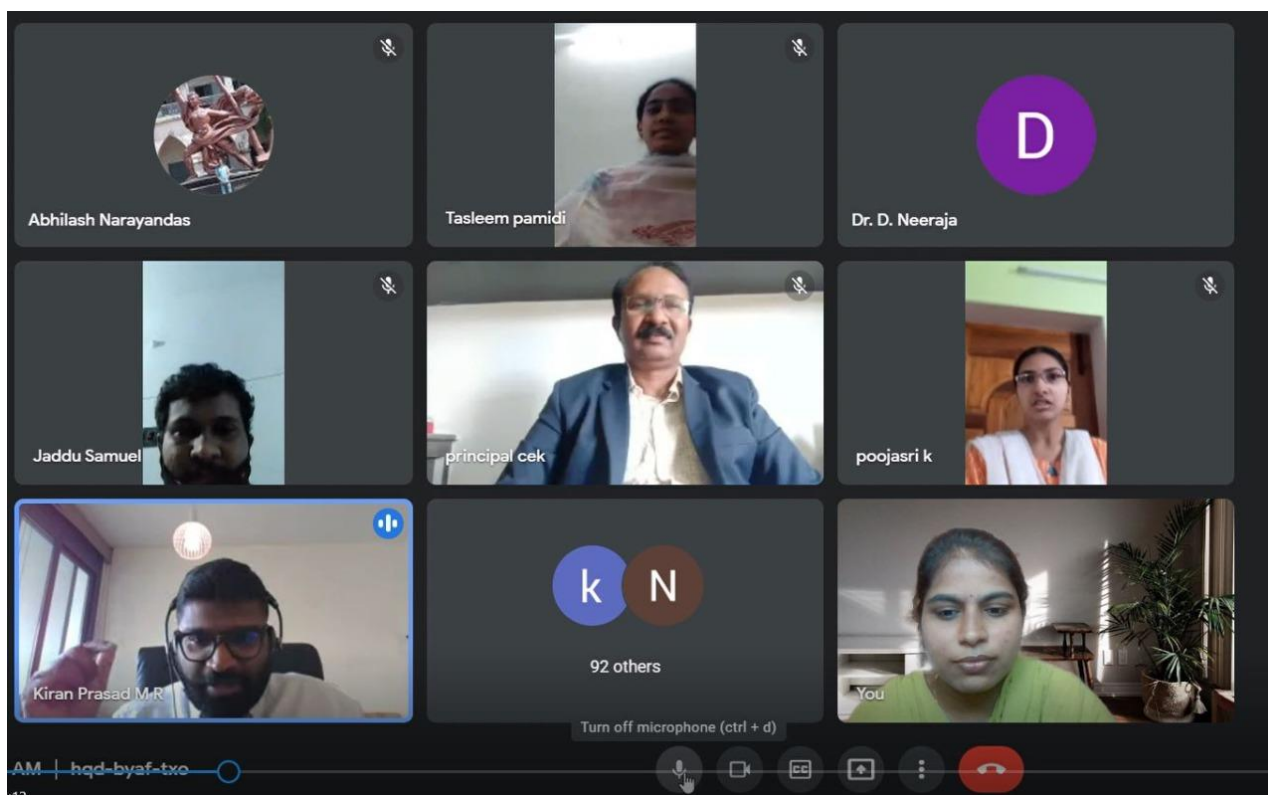 Abhilash Narayandas
Tasleem pamidi
D
Dr. D. Neeraja
Jaddu Samuel
principal cek
poojasri k
Kiran Prasad M R
k N
92 others
You
Turn off microphone (ctrl + d)
AM | hqd-byaf-txo
CC